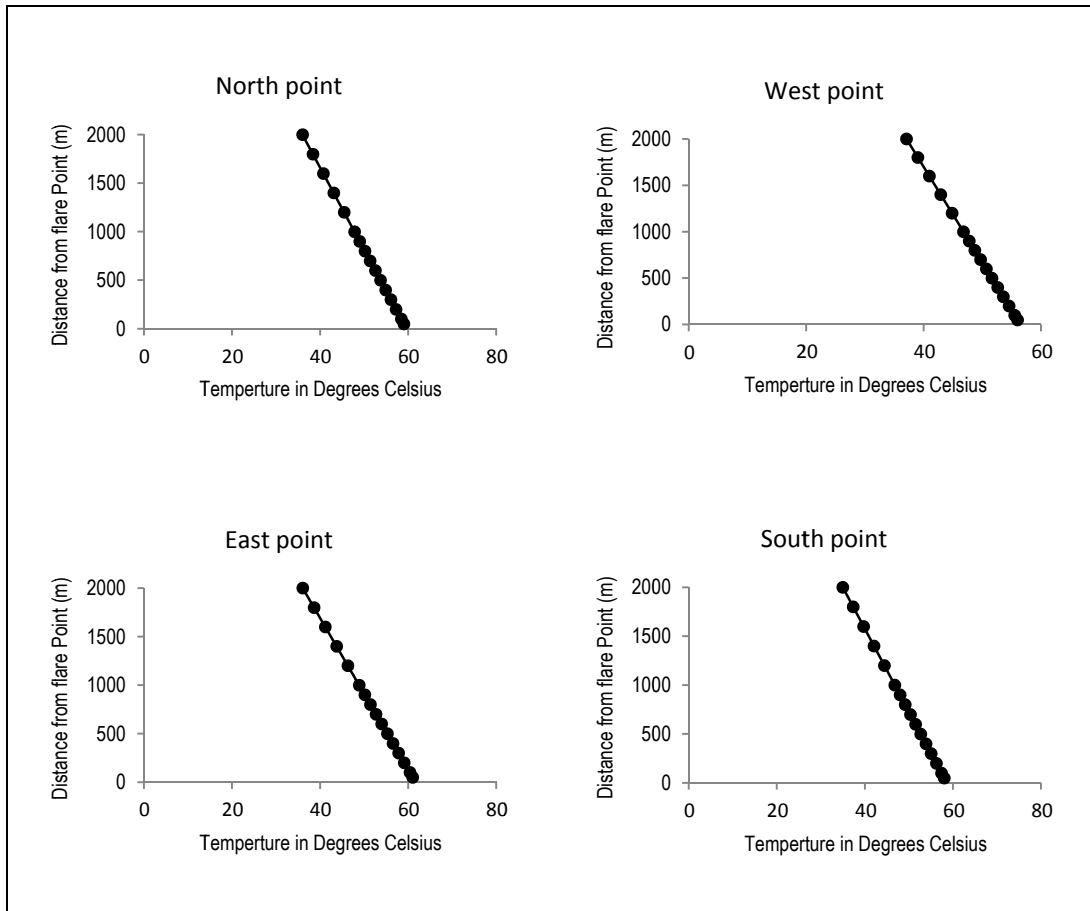 North point
Distance from flare Point (m)
2000
1500
1000
500
0
0 20 40 60 80
Temperture in Degrees Celsius
West point
Distance from flare Point (m)
2000
1500
1000
500
0
0 20 40 60
Temperture in Degrees Celsius
East point
Distance from flare Point (m)
2000
1500
1000
500
0
0 20 40 60 80
Temperture in Degrees Celsius
South point
Distance from flare Point (m)
2000
1500
1000
500
0
0 20 40 60 80
Temperture in Degrees Celsius